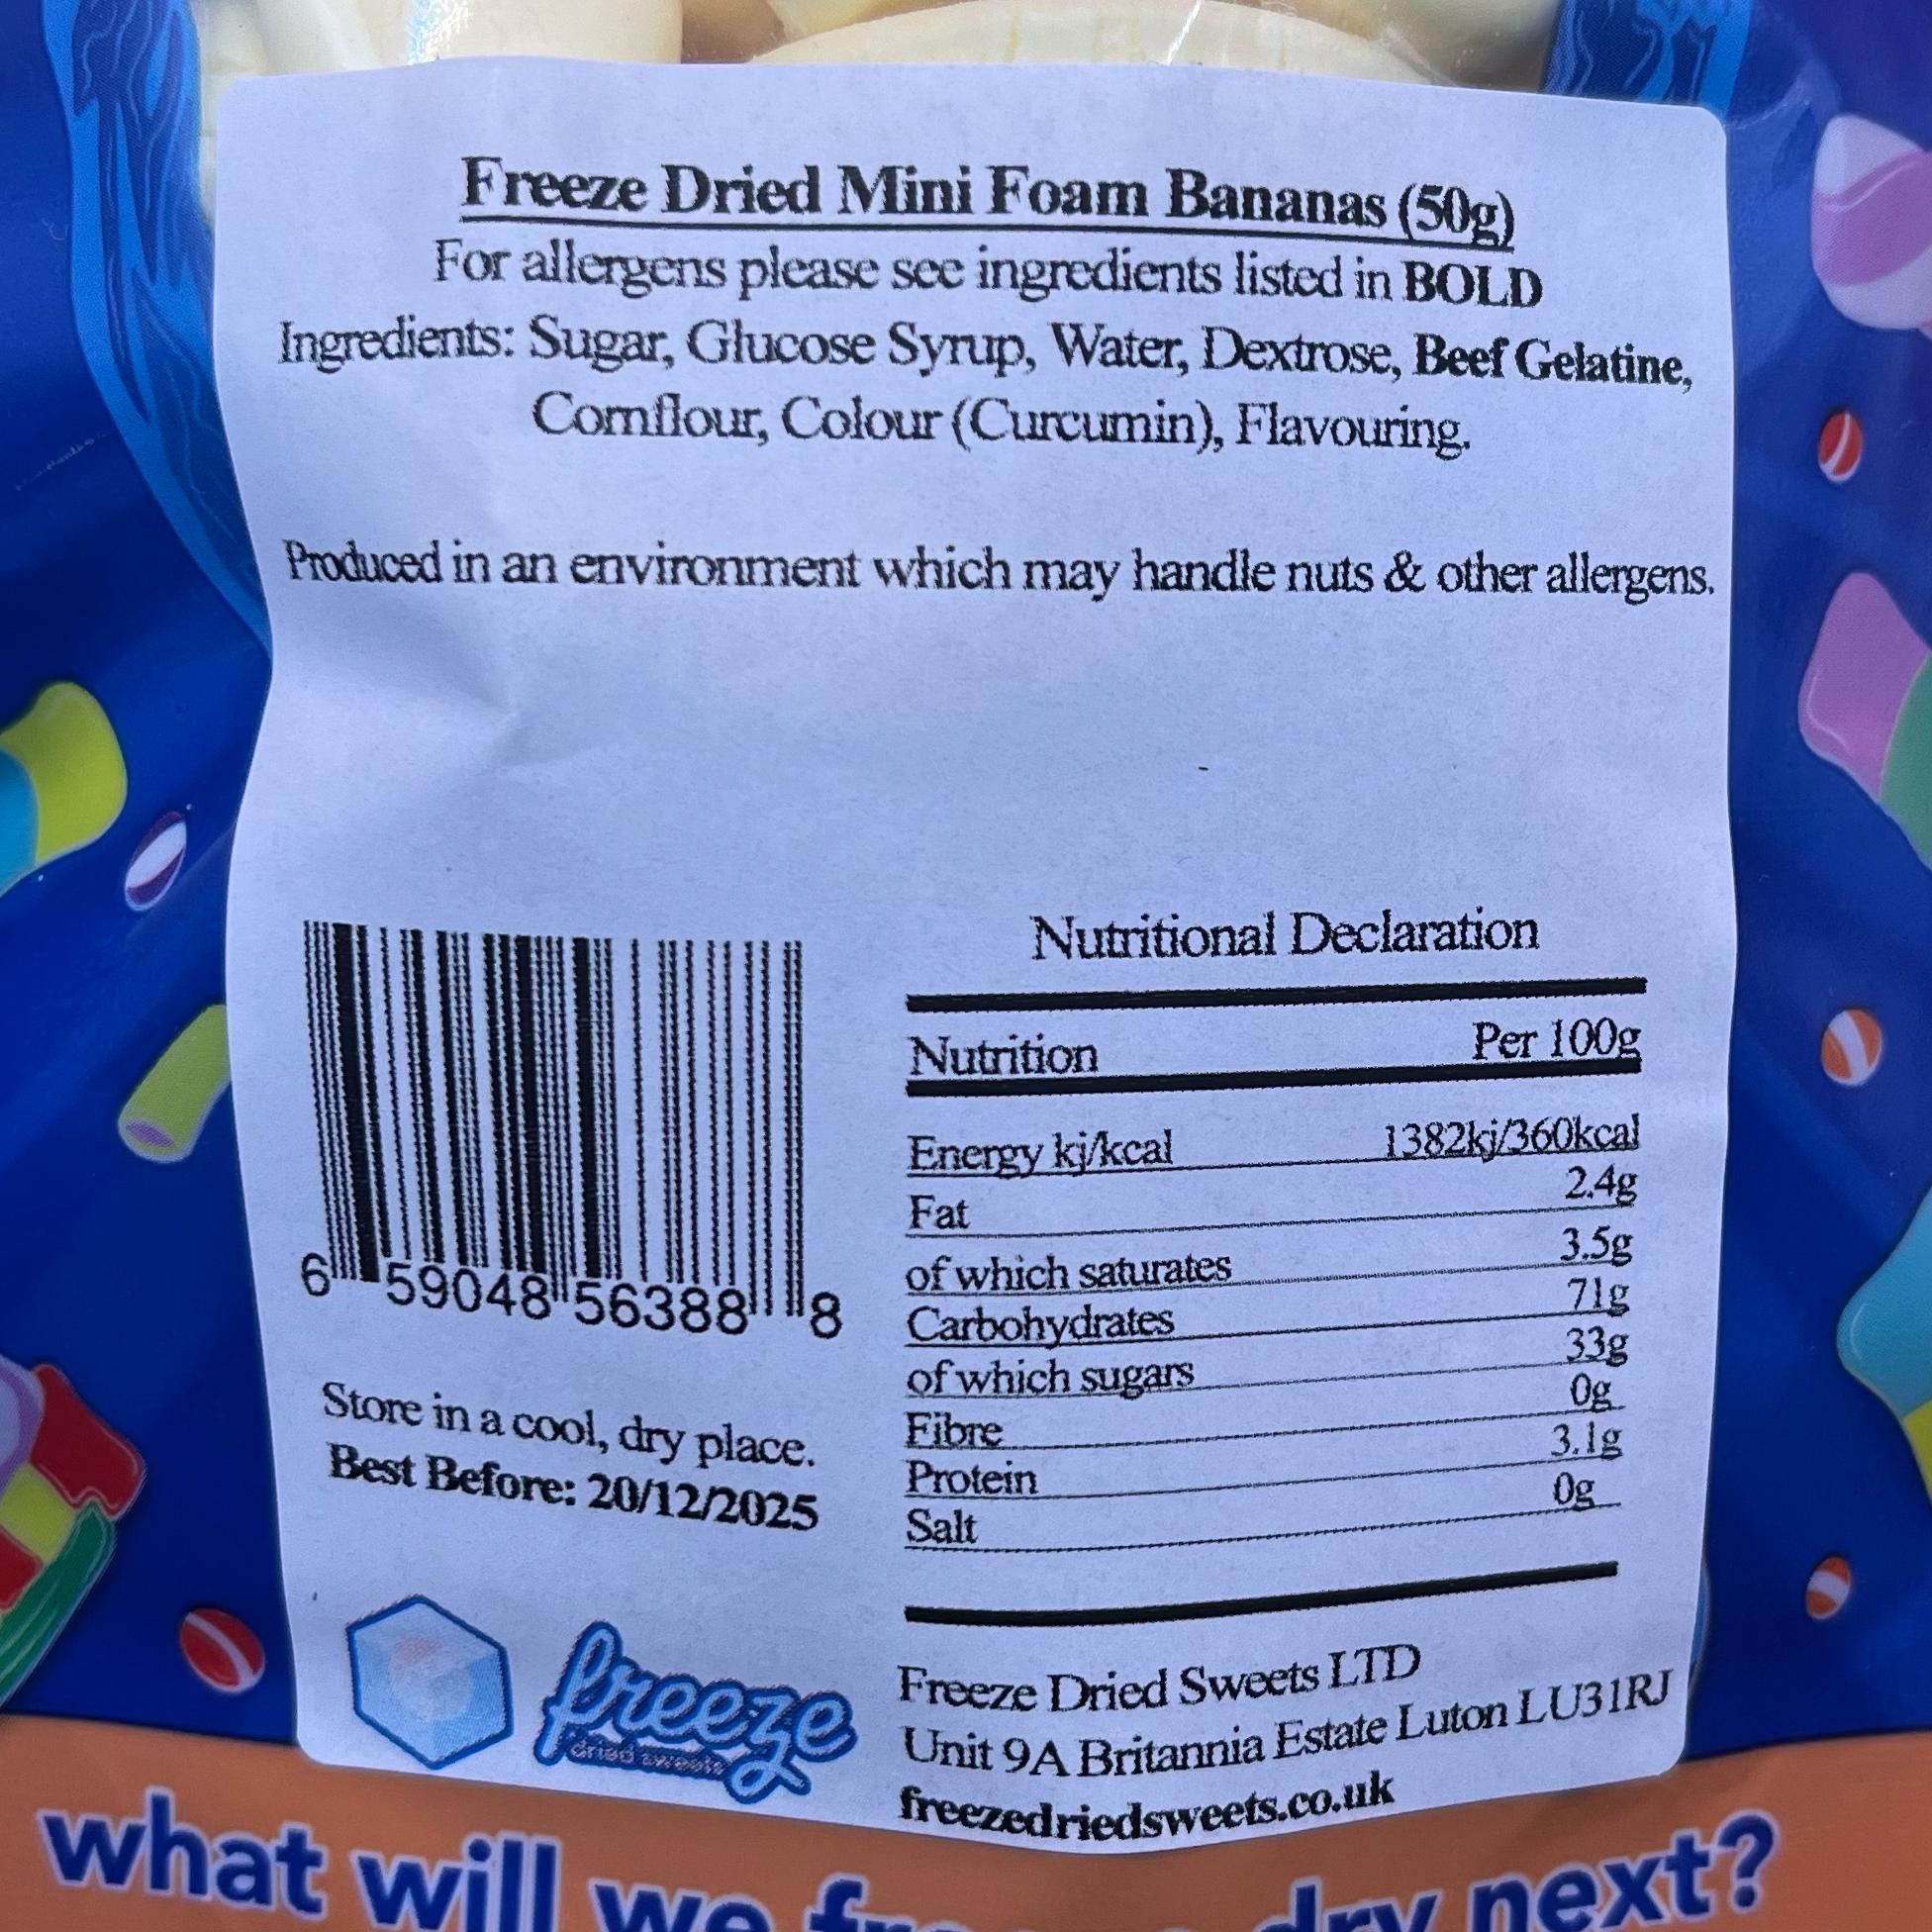 Freeze Dried Mini Foam Bananas (50g)
For allergens please see ingredients listed in BOLD
Ingredients: Sugar, Glucose Syrup, Water, Dextrose, Beef Gelatine,
Cornflour, Colour (Curcumin), Flavouring.
Produced in an environment which may handle nuts & other allergens.
Nutritional Declaration
Nutrition Per 100g
Energy kj/kcal 1382kj/360kcal
Fat 2.4g
of which saturates 3.5g
Carbohydrates 71g
of which sugars 33g
Fibre 0g
Protein 3.1g
Salt 0g
6 59048 56388 8
Store in a cool, dry place.
Best Before: 20/12/2025
freeze
dried sweets
Freeze Dried Sweets LTD
Unit 9A Britannia Estate Luton LU31RJ
freezedriedsweets.co.uk
what will we dry next?